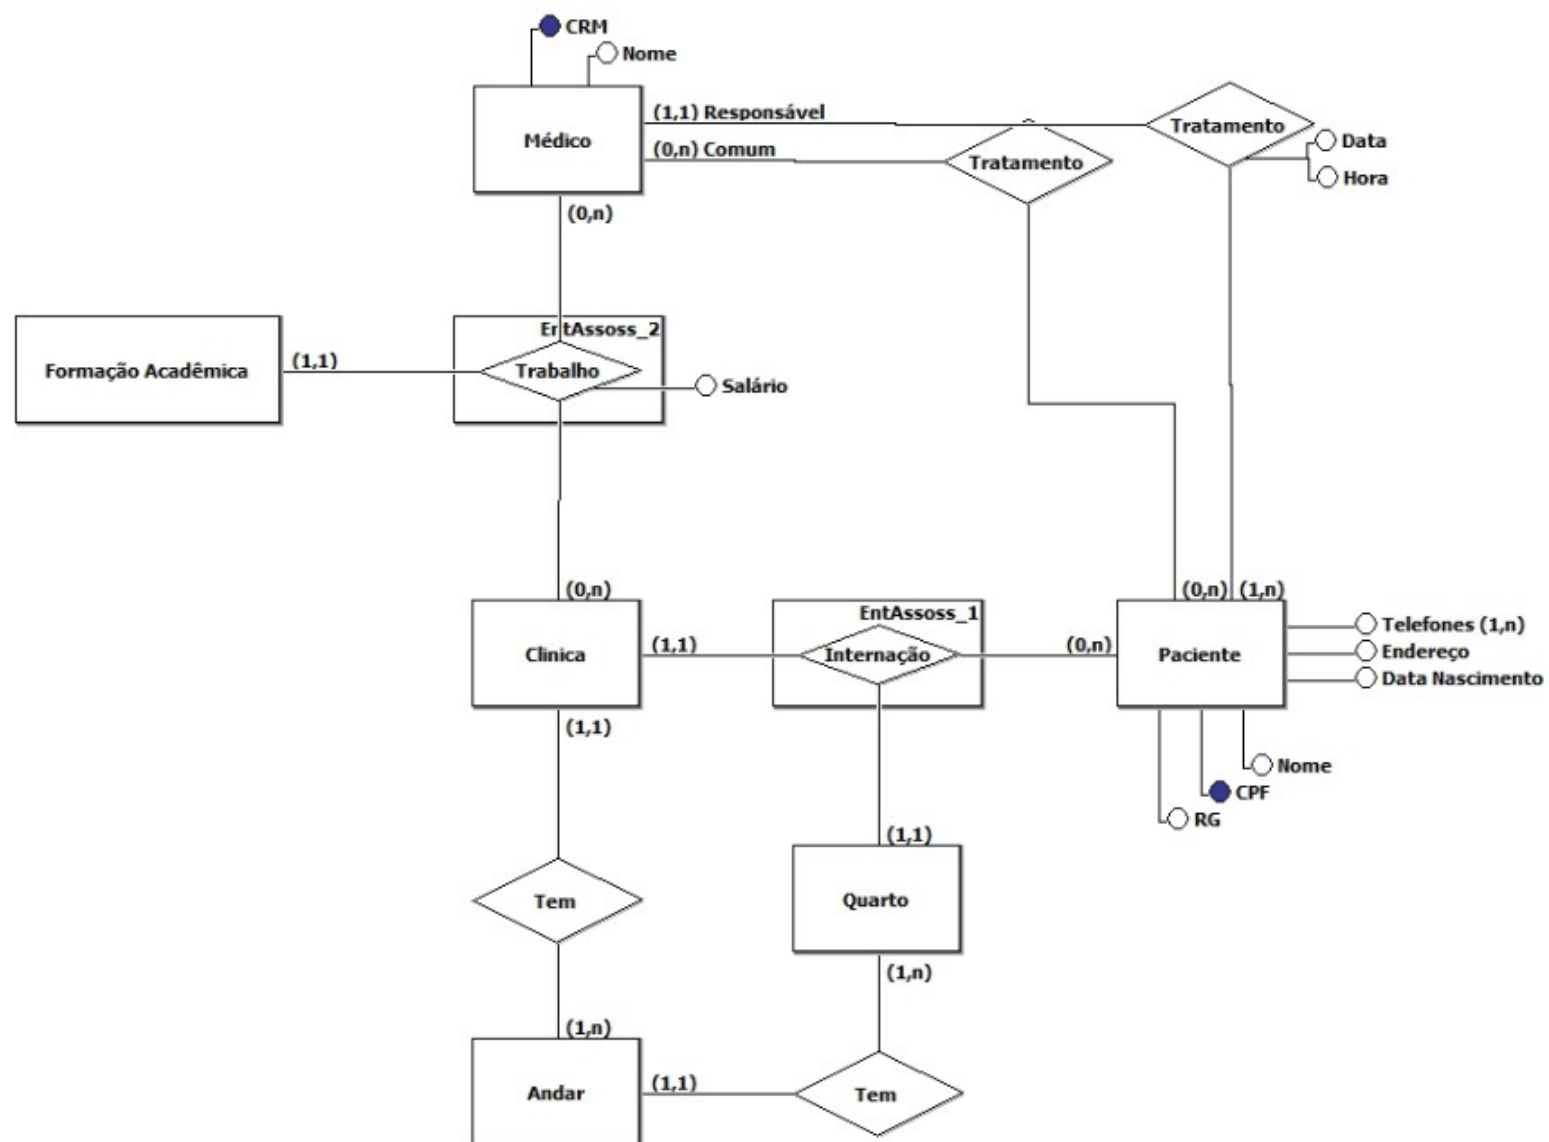 CRM
Nome
(1,1) Responsável
Tratamento
Data
Médico
(0,n) Comum
Tratamento
Hora
(0,n)
EntAssoss_2
Formação Acadêmica
(1,1)
Trabalho
Salário
(0,n)
(0,n)
(1,n)
EntAssoss_1
Telefones (1,n)
Clinica
(1,1)
Internação
(0,n)
Paciente
Endereço
Data Nascimento
(1,1)
Nome
CPF
RG
(1,1)
Tem
Quarto
(1,n)
(1,n)
Andar
(1,1)
Tem